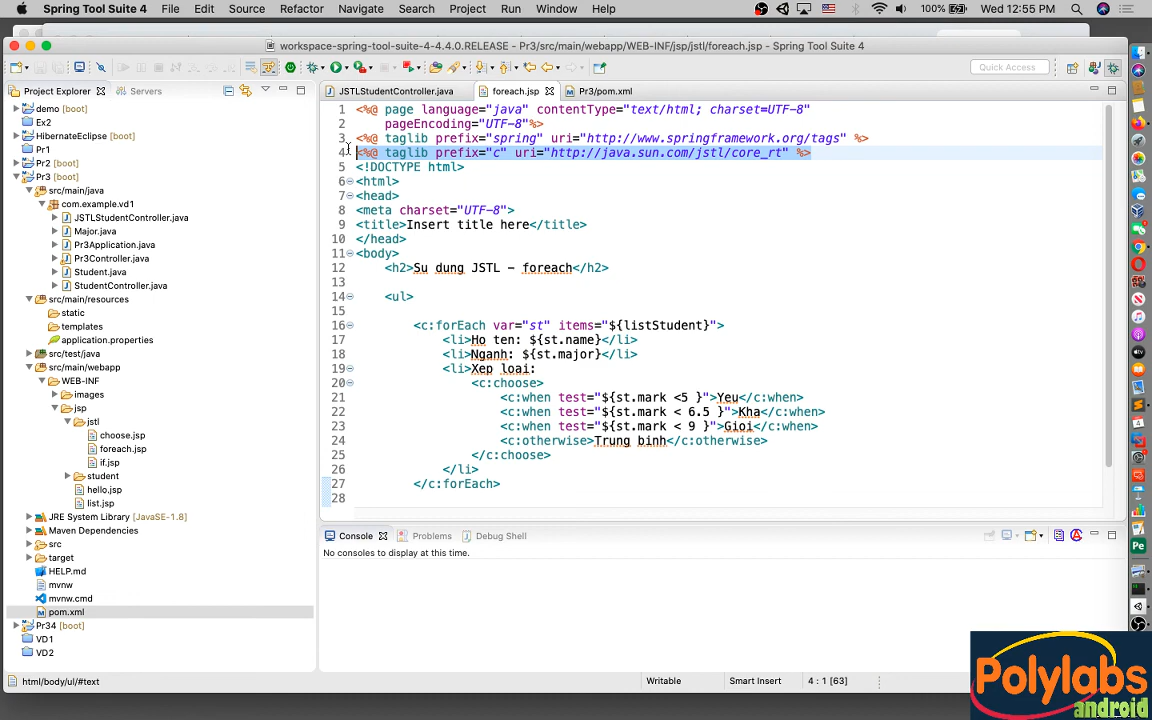 Spring Tool Suite 4 File Edit Source Refactor Navigate Search Project Run Window Help 100% Wed 12:55 PM
workspace-spring-tool-suite-4-4.4.0.RELEASE - Pr3/src/main/webapp/WEB-INF/jsp/jstl/foreach.jsp - Spring Tool Suite 4
Quick Access
Project Explorer Servers
demo [boot]
Ex2
HibernateEclipse [boot]
Pr1
Pr2 [boot]
Pr3 [boot]
src/main/java
com.example.vd1
JSTLStudentController.java
Major.java
Pr3Application.java
Pr3Controller.java
Student.java
StudentController.java
src/main/resources
static
templates
application.properties
src/test/java
src/main/webapp
WEB-INF
images
jsp
jstl
choose.jsp
foreach.jsp
if.jsp
student
hello.jsp
list.jsp
JRE System Library [JavaSE-1.8]
Maven Dependencies
src
target
HELP.md
mvnw
mvnw.cmd
pom.xml
Pr34 [boot]
VD1
VD2
JSTLStudentController.java foreach.jsp Pr3/pom.xml
1 <%@ page language="java" contentType="text/html; charset=UTF-8"
2 pageEncoding="UTF-8"%>
3 <%@ taglib prefix="spring" uri="http://www.springframework.org/tags" %>
4 <%@ taglib prefix="c" uri="http://java.sun.com/jstl/core_rt" %>
5 <!DOCTYPE html>
6 <html>
7 <head>
8 <meta charset="UTF-8">
9 <title>Insert title here</title>
10 </head>
11 <body>
12 <h2>Su dung JSTL - foreach</h2>
13
14 <ul>
15
16 <c:forEach var="st" items="${listStudent}">
17 <li>Ho ten: ${st.name}</li>
18 <li>Nganh: ${st.major}</li>
19 <li>Xep loai:
20 <c:choose>
21 <c:when test="${st.mark <5 }">Yeu</c:when>
22 <c:when test="${st.mark < 6.5 }">Kha</c:when>
23 <c:when test="${st.mark < 9 }">Gioi</c:when>
24 <c:otherwise>Trung binh</c:otherwise>
25 </c:choose>
26 </li>
27 </c:forEach>
28
Console Problems Debug Shell
No consoles to display at this time.
html/body/ul/#text Writable Smart Insert 4 : 1 [63]
Polylabs
android